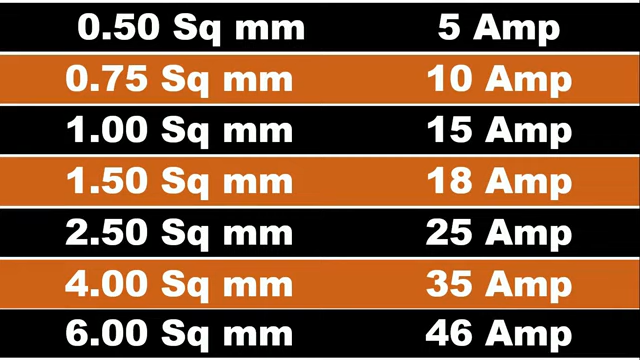 0.50 Sq mm 5 Amp
0.75 Sq mm 10 Amp
1.00 Sq mm 15 Amp
1.50 Sq mm 18 Amp
2.50 Sq mm 25 Amp
4.00 Sq mm 35 Amp
6.00 Sq mm 46 Amp